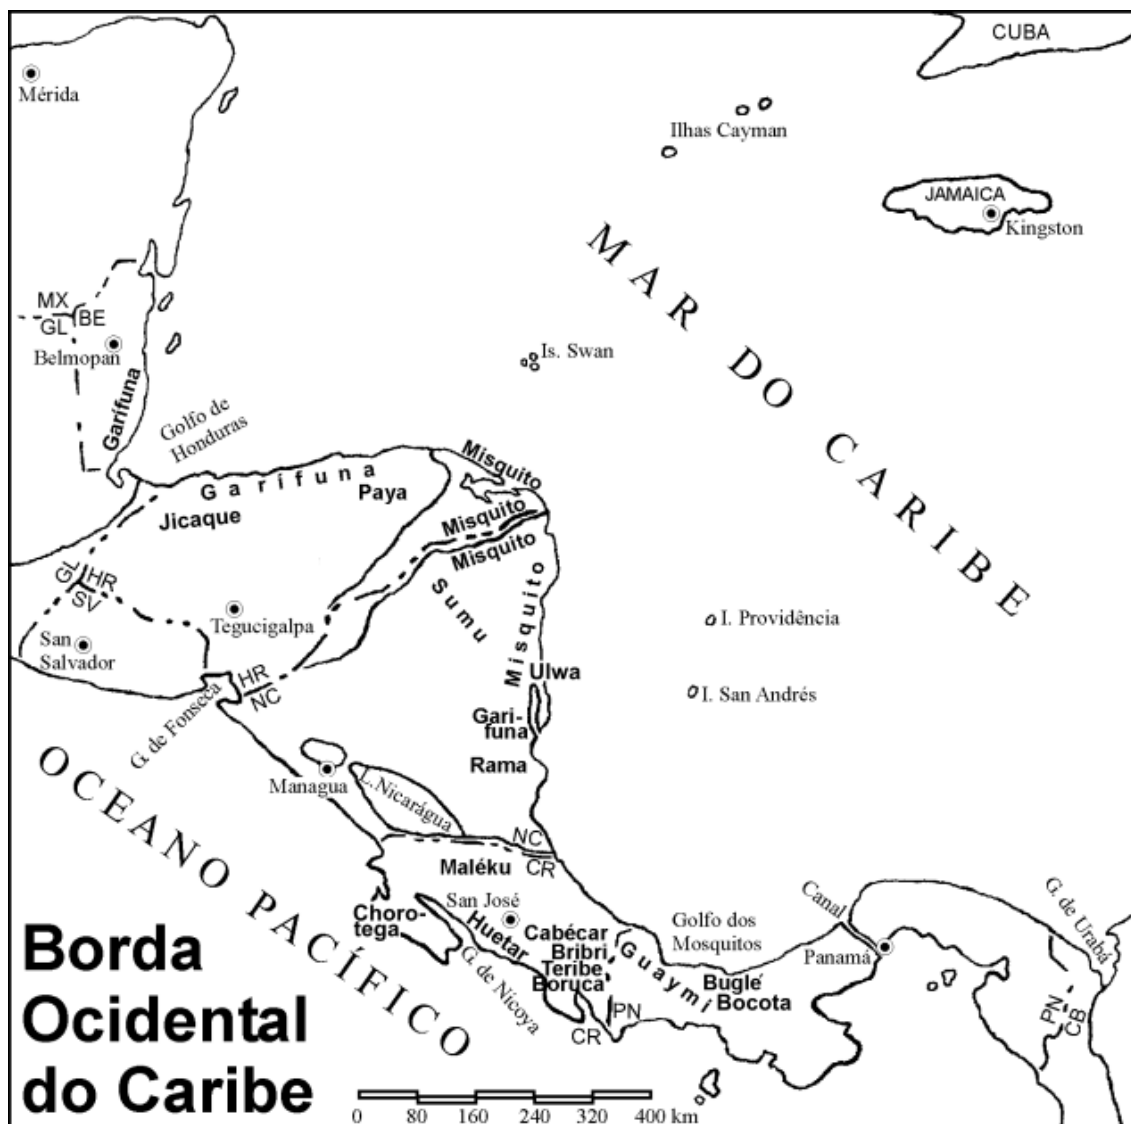 CUBA
Mérida
Ilhas Cayman
JAMAICA
Kingston
MAR DO CARIBE
MX
GL
BE
Belmopan
Is. Swan
Garífuna
Golfo de
Honduras
Garífuna
Paya
Jicaque
Misquito
Misquito
Misquito
Misquito
Sumu
GL
HR
SV
Tegucigalpa
San
Salvador
HR
NC
G. de Fonseca
I. Providência
I. San Andrés
Ulwa
Gari-
funa
Rama
Managua
L. Nicarágua
OCEANO PACÍFICO
NC
CR
Maléku
San José
Choro-
tega
Huetar
G. de Nicoya
Cabécar
Bribri
Teribe
Boruca
Guaymí
Buglé
Bocota
Golfo dos
Mosquitos
Canal
Panamá
G. de Urabá
PN
CR
PN
CB
Borda
Ocidental
do Caribe
0 80 160 240 320 400 km